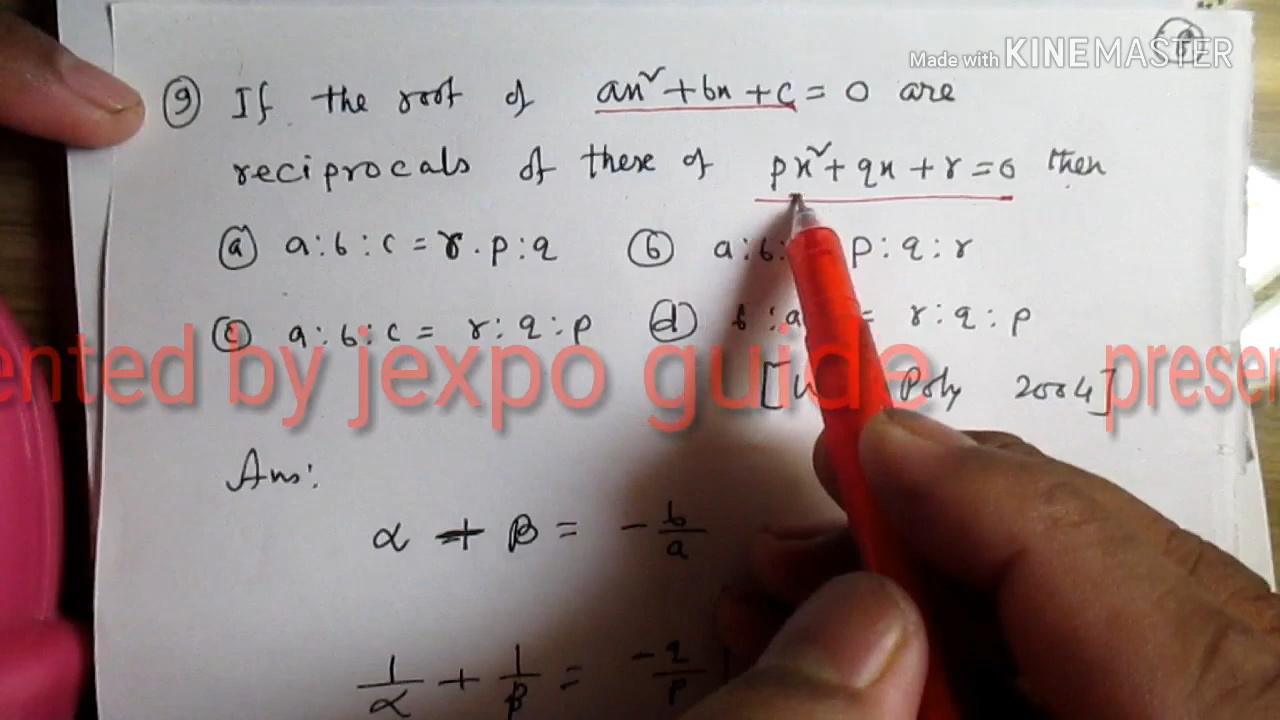 Made with KINEMASTER
⑨ If the root of ax² + bx + c = 0 are
reciprocals of these of px² + qx + r = 0 then
ⓐ a : b : c = r . p : q ⓑ a : b : p : q : r
ⓒ a : b : c = r : q : p ⓓ b : a = r : q : p
ented by jexpo guide presen
[W Poly 2004]
Ans:
α + β = - b/a
1/α + 1/β = -q/p